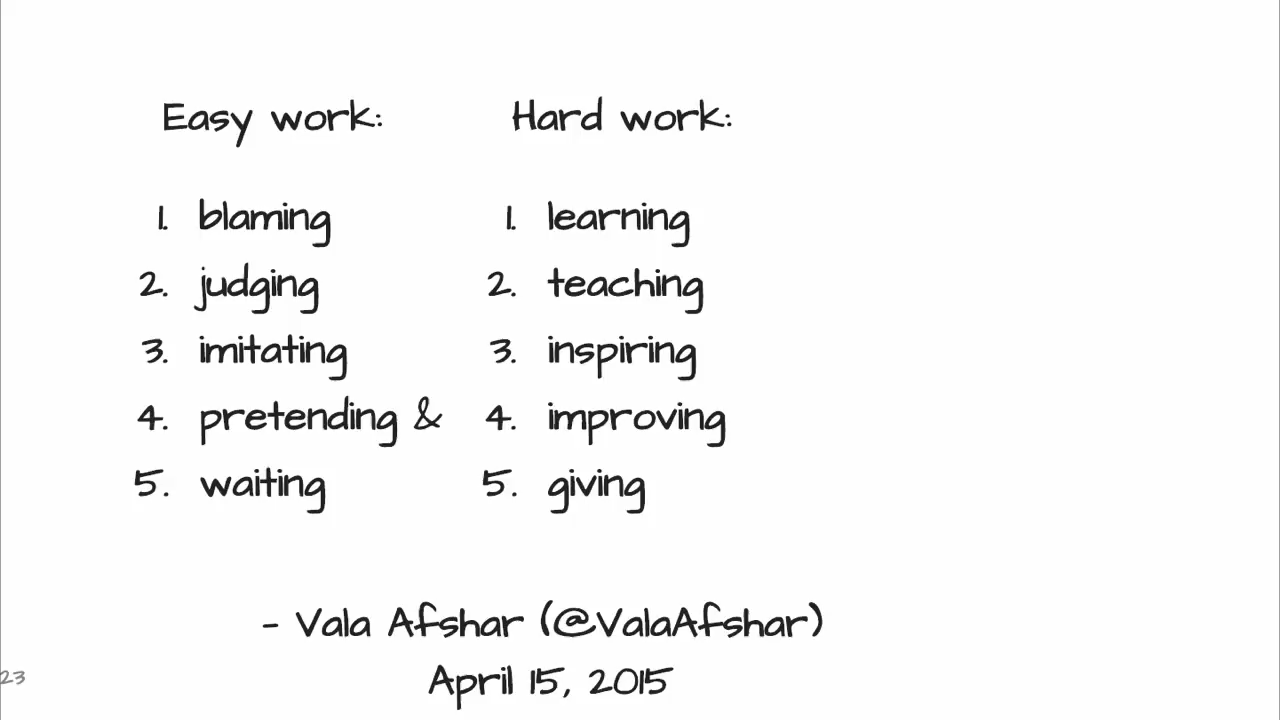 Easy work:
1. blaming
2. judging
3. imitating
4. pretending &
5. waiting
Hard work:
1. learning
2. teaching
3. inspiring
4. improving
5. giving
- Vala Afshar (@ValaAfshar)
April 15, 2015
23